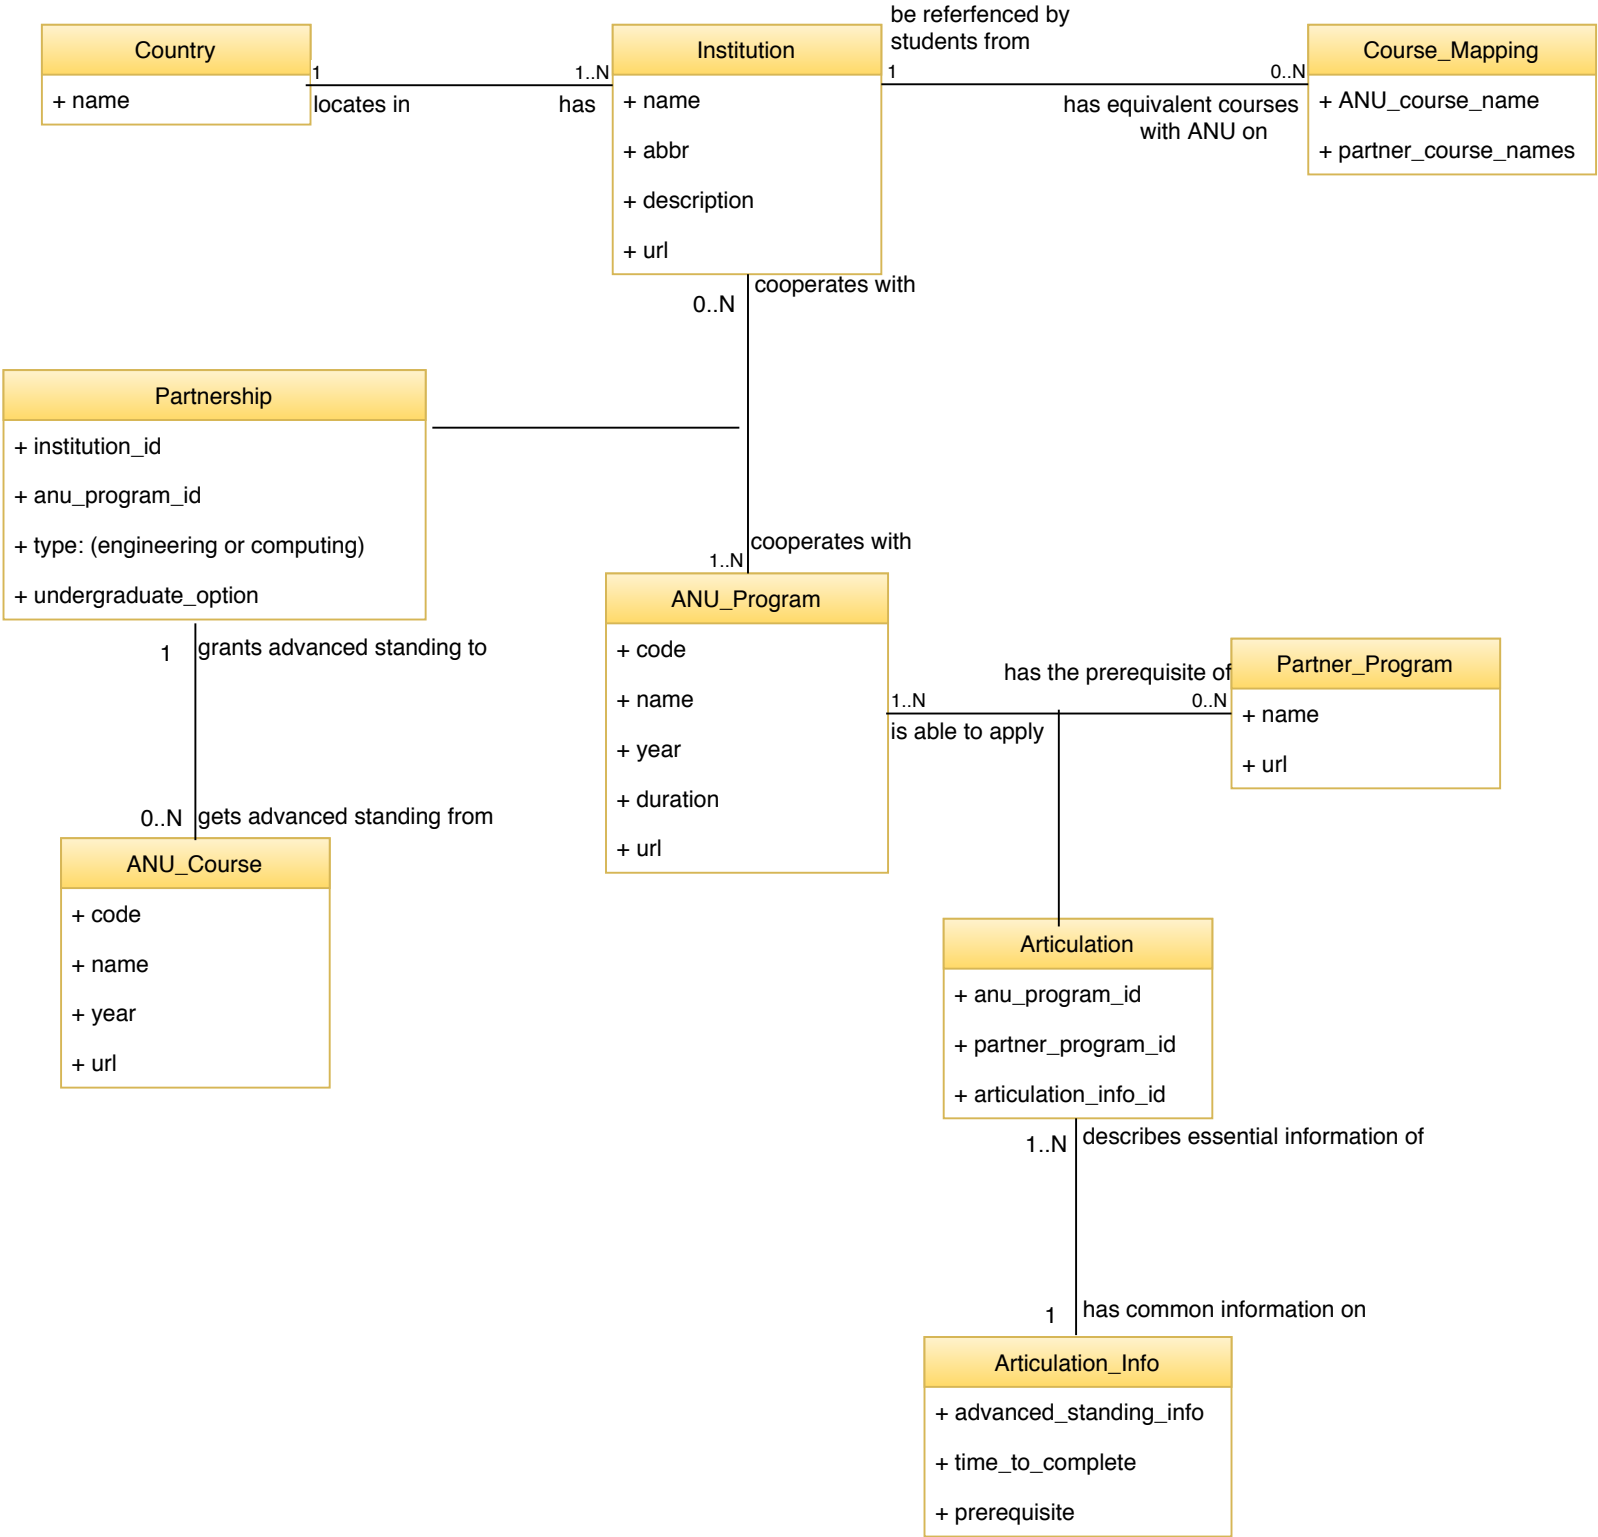 be referfenced by
students from
Country
Institution
Course_Mapping
1
1..N
1
0..N
+ name
locates in
has
+ name
has equivalent courses
with ANU on
+ ANU_course_name
+ abbr
+ partner_course_names
+ description
+ url
cooperates with
0..N
Partnership
+ institution_id
+ anu_program_id
+ type: (engineering or computing)
+ undergraduate_option
cooperates with
1..N
ANU_Program
+ code
+ name
+ year
+ duration
+ url
1
grants advanced standing to
0..N
gets advanced standing from
has the prerequisite of
1..N
0..N
is able to apply
Partner_Program
+ name
+ url
ANU_Course
+ code
+ name
+ year
+ url
Articulation
+ anu_program_id
+ partner_program_id
+ articulation_info_id
1..N
describes essential information of
1
has common information on
Articulation_Info
+ advanced_standing_info
+ time_to_complete
+ prerequisite